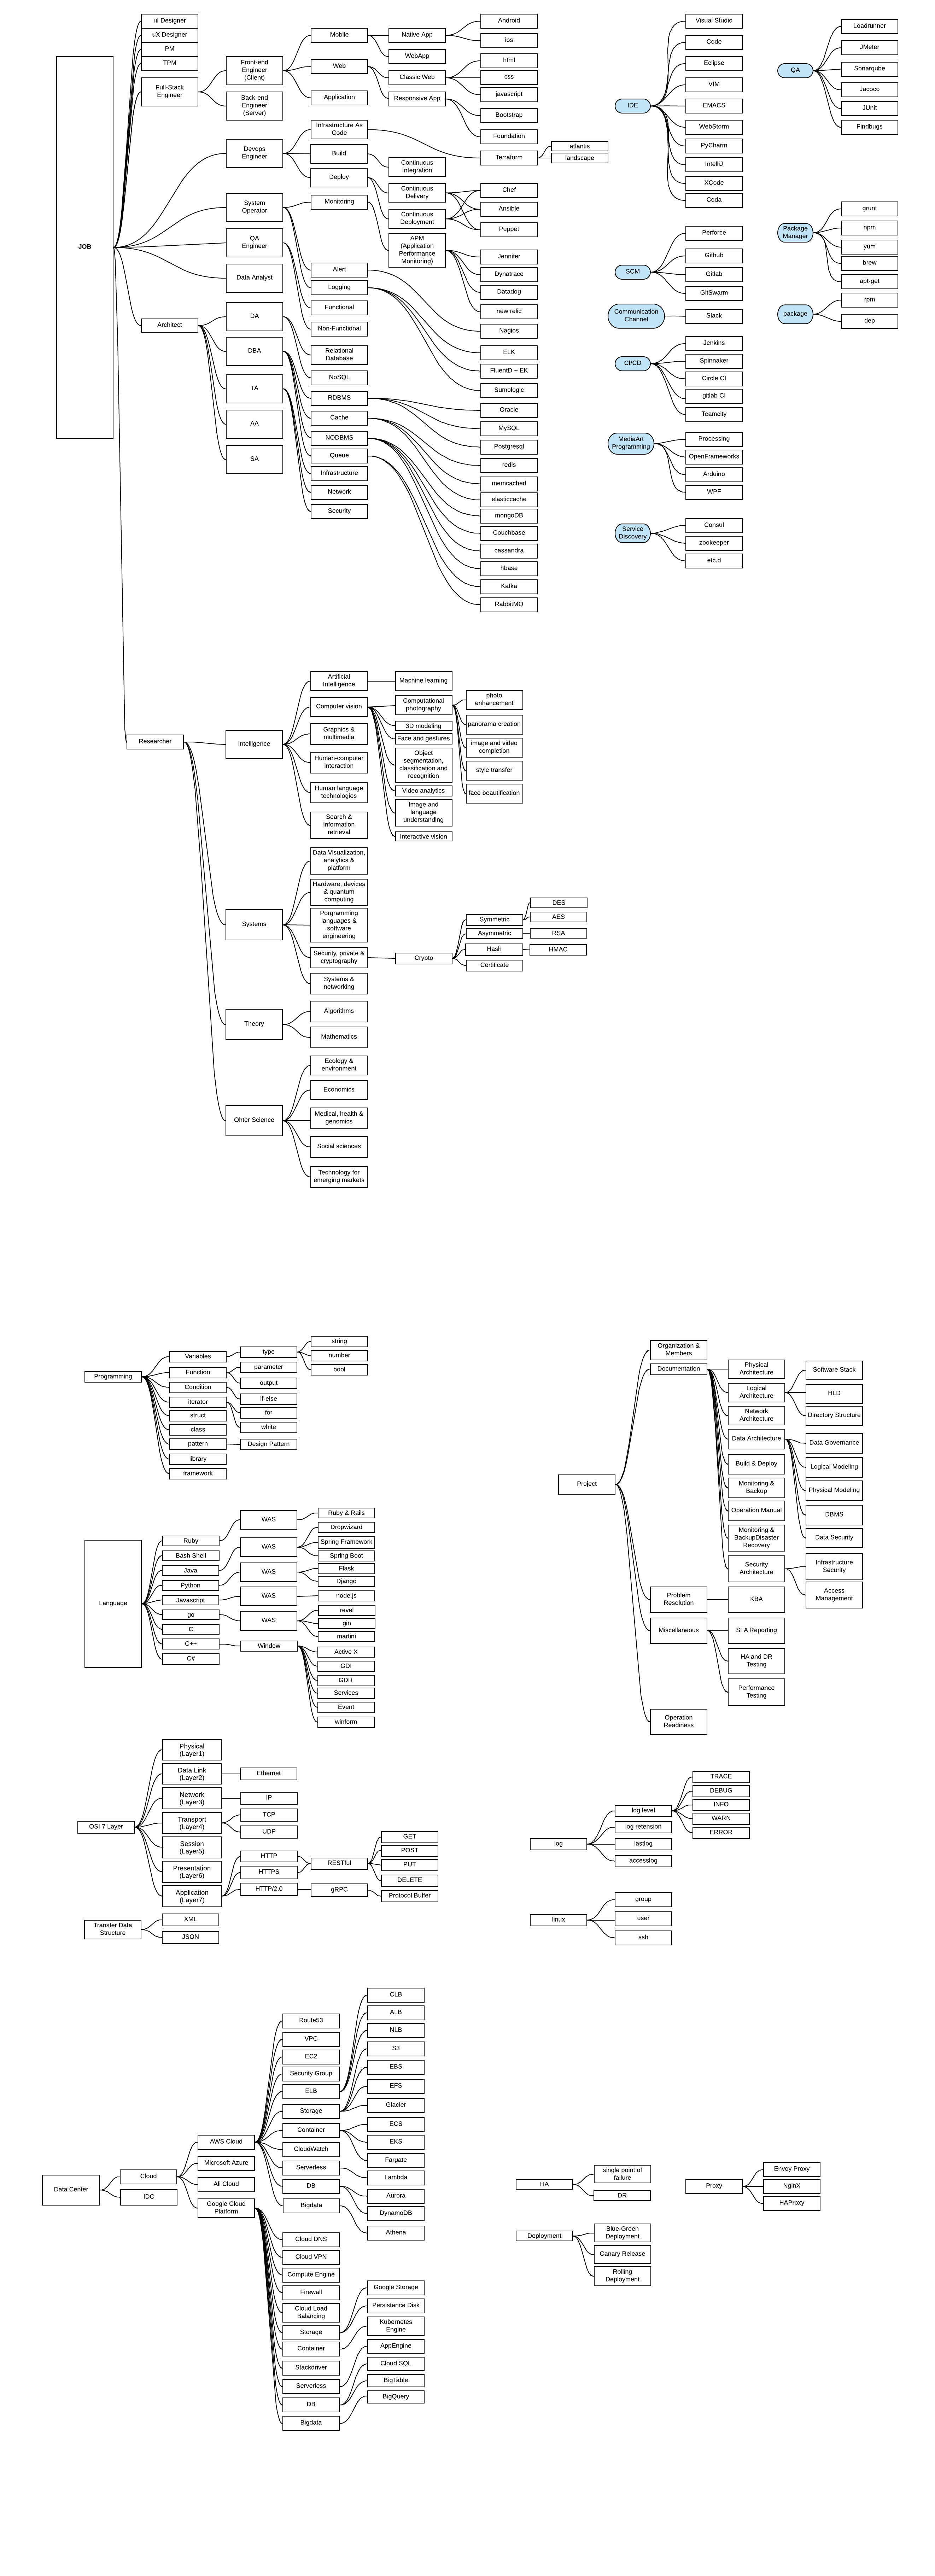 JOB
uI Designer
uX Designer
PM
TPM
Full-Stack
Engineer
Front-end
Engineer
(Client)
Back-end
Engineer
(Server)
Mobile
Web
Application
Native App
WebApp
Classic Web
Responsive App
Android
ios
html
css
javascript
Bootstrap
Foundation
Devops
Engineer
Infrastructure As
Code
Build
Deploy
Terraform
atlantis
landscape
Continuous
Integration
Continuous
Delivery
Continuous
Deployment
Chef
Ansible
Puppet
System
Operator
Monitoring
APM
(Application
Performance
Monitoring)
Jennifer
Dynatrace
Datadog
new relic
Alert
Logging
Nagios
ELK
FluentD + EK
Sumologic
QA
Engineer
Functional
Non-Functional
Data Analyst
Architect
DA
DBA
TA
AA
SA
Relational
Database
NoSQL
RDBMS
Cache
NODBMS
Queue
Infrastructure
Network
Security
Oracle
MySQL
Postgresql
redis
memcached
elasticcache
mongoDB
Couchbase
cassandra
hbase
Kafka
RabbitMQ
IDE
Visual Studio
Code
Eclipse
VIM
EMACS
WebStorm
PyCharm
IntelliJ
XCode
Coda
SCM
Perforce
Github
Gitlab
GitSwarm
Communication
Channel
Slack
CI/CD
Jenkins
Spinnaker
Circle CI
gitlab CI
Teamcity
MediaArt
Programming
Processing
OpenFrameworks
Arduino
WPF
Service
Discovery
Consul
zookeeper
etc.d
QA
Loadrunner
JMeter
Sonarqube
Jacoco
JUnit
Findbugs
Package
Manager
grunt
npm
yum
brew
apt-get
package
rpm
dep
Researcher
Intelligence
Artificial
Intelligence
Computer vision
Graphics &
multimedia
Human-computer
interaction
Human language
technologies
Search &
information
retrieval
Machine learning
Computational
photography
3D modeling
Face and gestures
Object
segmentation,
classification and
recognition
Video analytics
Image and
language
understanding
Interactive vision
photo
enhancement
panorama creation
image and video
completion
style transfer
face beautification
Systems
Data Visualization,
analytics &
platform
Hardware, devices
& quantum
computing
Porgramming
languages &
software
engineering
Security, private &
cryptography
Systems &
networking
Crypto
Symmetric
Asymmetric
Hash
Certificate
DES
AES
RSA
HMAC
Theory
Algorithms
Mathematics
Ohter Science
Ecology &
environment
Economics
Medical, health &
genomics
Social sciences
Technology for
emerging markets
Programming
Variables
Function
Condition
iterator
struct
class
pattern
library
framework
type
parameter
output
if-else
for
white
Design Pattern
string
number
bool
Language
Ruby
Bash Shell
Java
Python
Javascript
go
C
C++
C#
WAS
WAS
WAS
WAS
WAS
Window
Ruby & Rails
Dropwizard
Spring Framework
Spring Boot
Flask
Django
node.js
revel
gin
martini
Active X
GDI
GDI+
Services
Event
winform
Project
Organization &
Members
Documentation
Problem
Resolution
Miscellaneous
Operation
Readiness
Physical
Architecture
Logical
Architecture
Network
Architecture
Data Architecture
Build & Deploy
Monitoring &
Backup
Operation Manual
Monitoring &
BackupDisaster
Recovery
Security
Architecture
KBA
SLA Reporting
HA and DR
Testing
Performance
Testing
Software Stack
HLD
Directory Structure
Data Governance
Logical Modeling
Physical Modeling
DBMS
Data Security
Infrastructure
Security
Access
Management
OSI 7 Layer
Physical
(Layer1)
Data Link
(Layer2)
Network
(Layer3)
Transport
(Layer4)
Session
(Layer5)
Presentation
(Layer6)
Application
(Layer7)
Ethernet
IP
TCP
UDP
HTTP
HTTPS
HTTP/2.0
RESTful
gRPC
GET
POST
PUT
DELETE
Protocol Buffer
Transfer Data
Structure
XML
JSON
log
log level
log retension
lastlog
accesslog
TRACE
DEBUG
INFO
WARN
ERROR
linux
group
user
ssh
Data Center
Cloud
IDC
AWS Cloud
Microsoft Azure
Ali Cloud
Google Cloud
Platform
Route53
VPC
EC2
Security Group
ELB
Storage
Container
CloudWatch
Serverless
DB
Bigdata
CLB
ALB
NLB
S3
EBS
EFS
Glacier
ECS
EKS
Fargate
Lambda
Aurora
DynamoDB
Athena
Cloud DNS
Cloud VPN
Compute Engine
Firewall
Cloud Load
Balancing
Storage
Container
Stackdriver
Serverless
DB
Bigdata
Google Storage
Persistance Disk
Kubernetes
Engine
AppEngine
Cloud SQL
BigTable
BigQuery
HA
single point of
failure
DR
Deployment
Blue-Green
Deployment
Canary Release
Rolling
Deployment
Proxy
Envoy Proxy
NginX
HAProxy